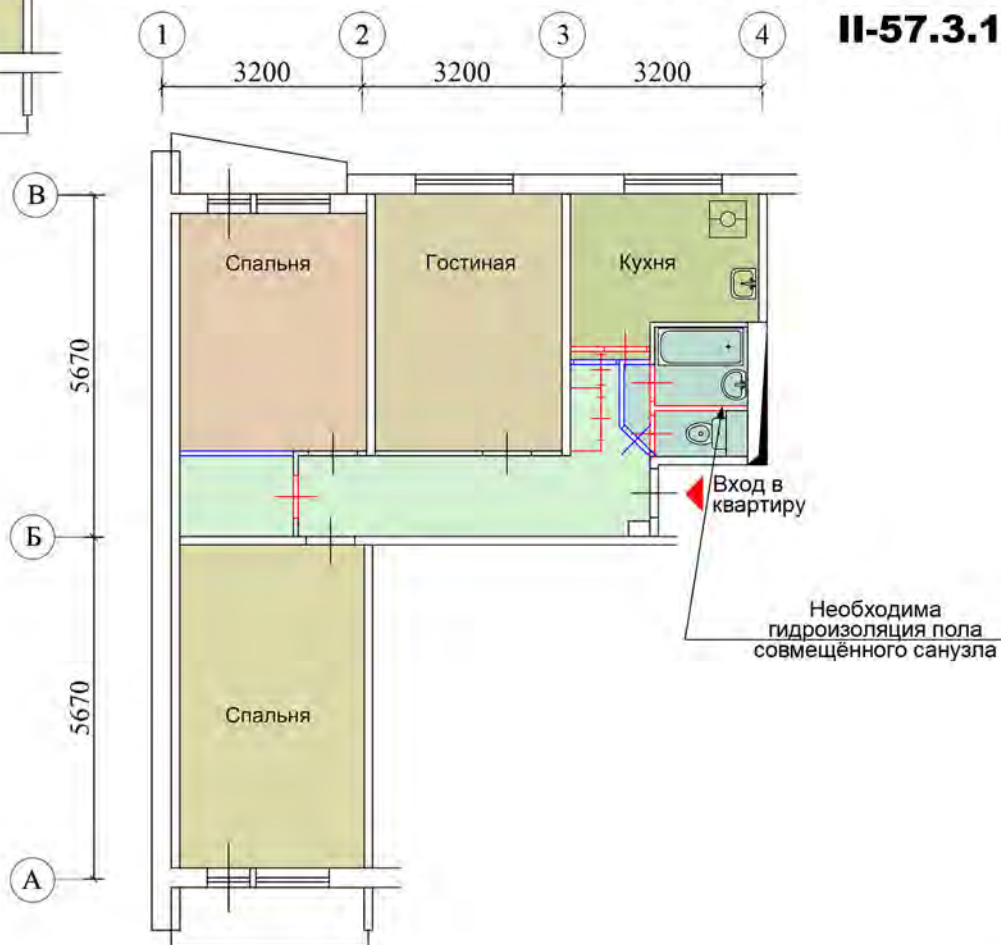 1
2
3
4
II-57.3.1
3200
3200
3200
В
Спальня
Гостиная
Кухня
5670
Вход в
квартиру
Б
Необходима
гидроизоляция пола
совмещённого санузла
5670
Спальня
А